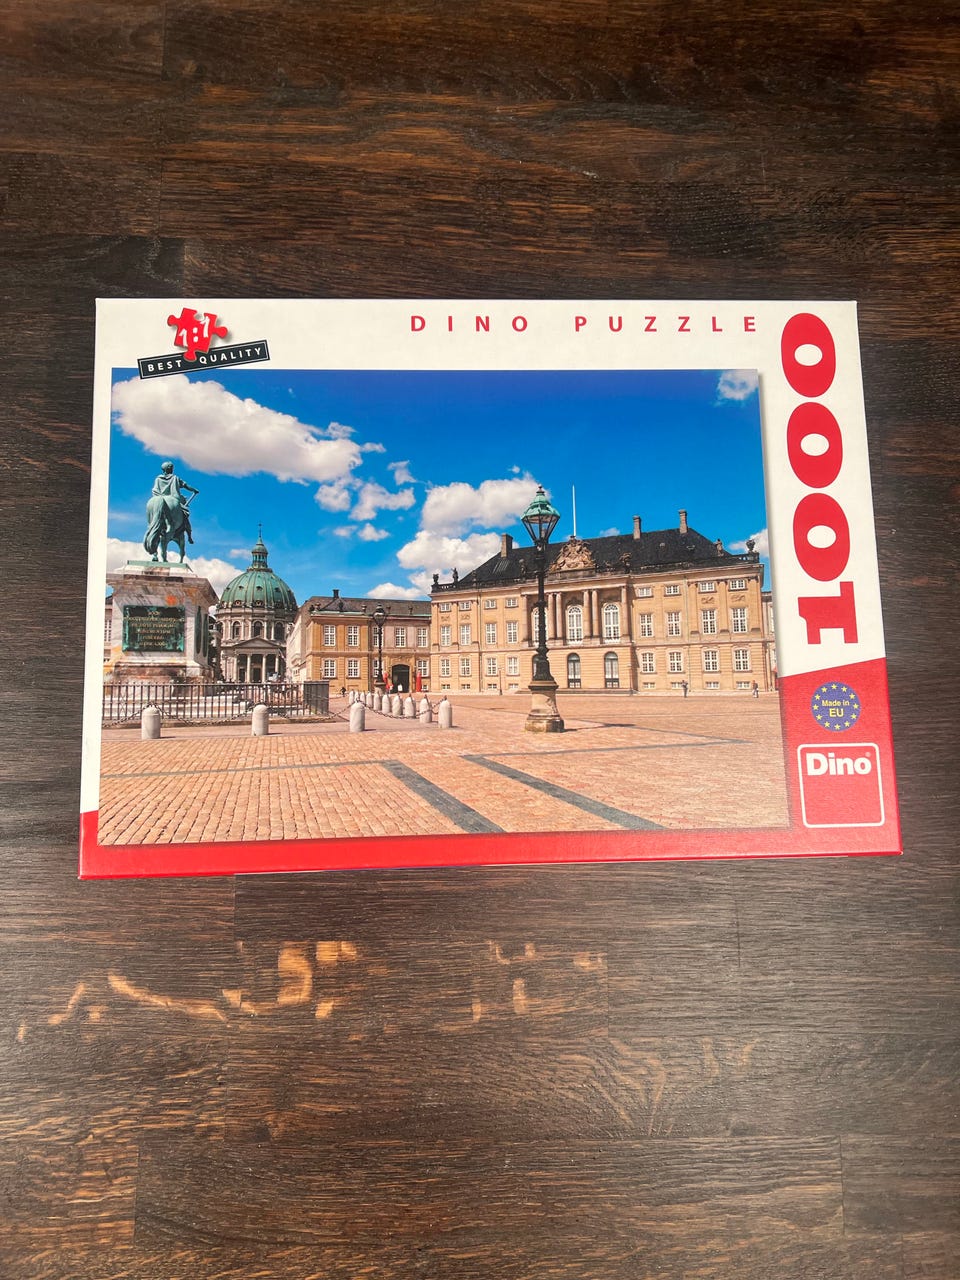 DINO PUZZLE
BEST QUALITY
1000
Made in
EU
Dino®